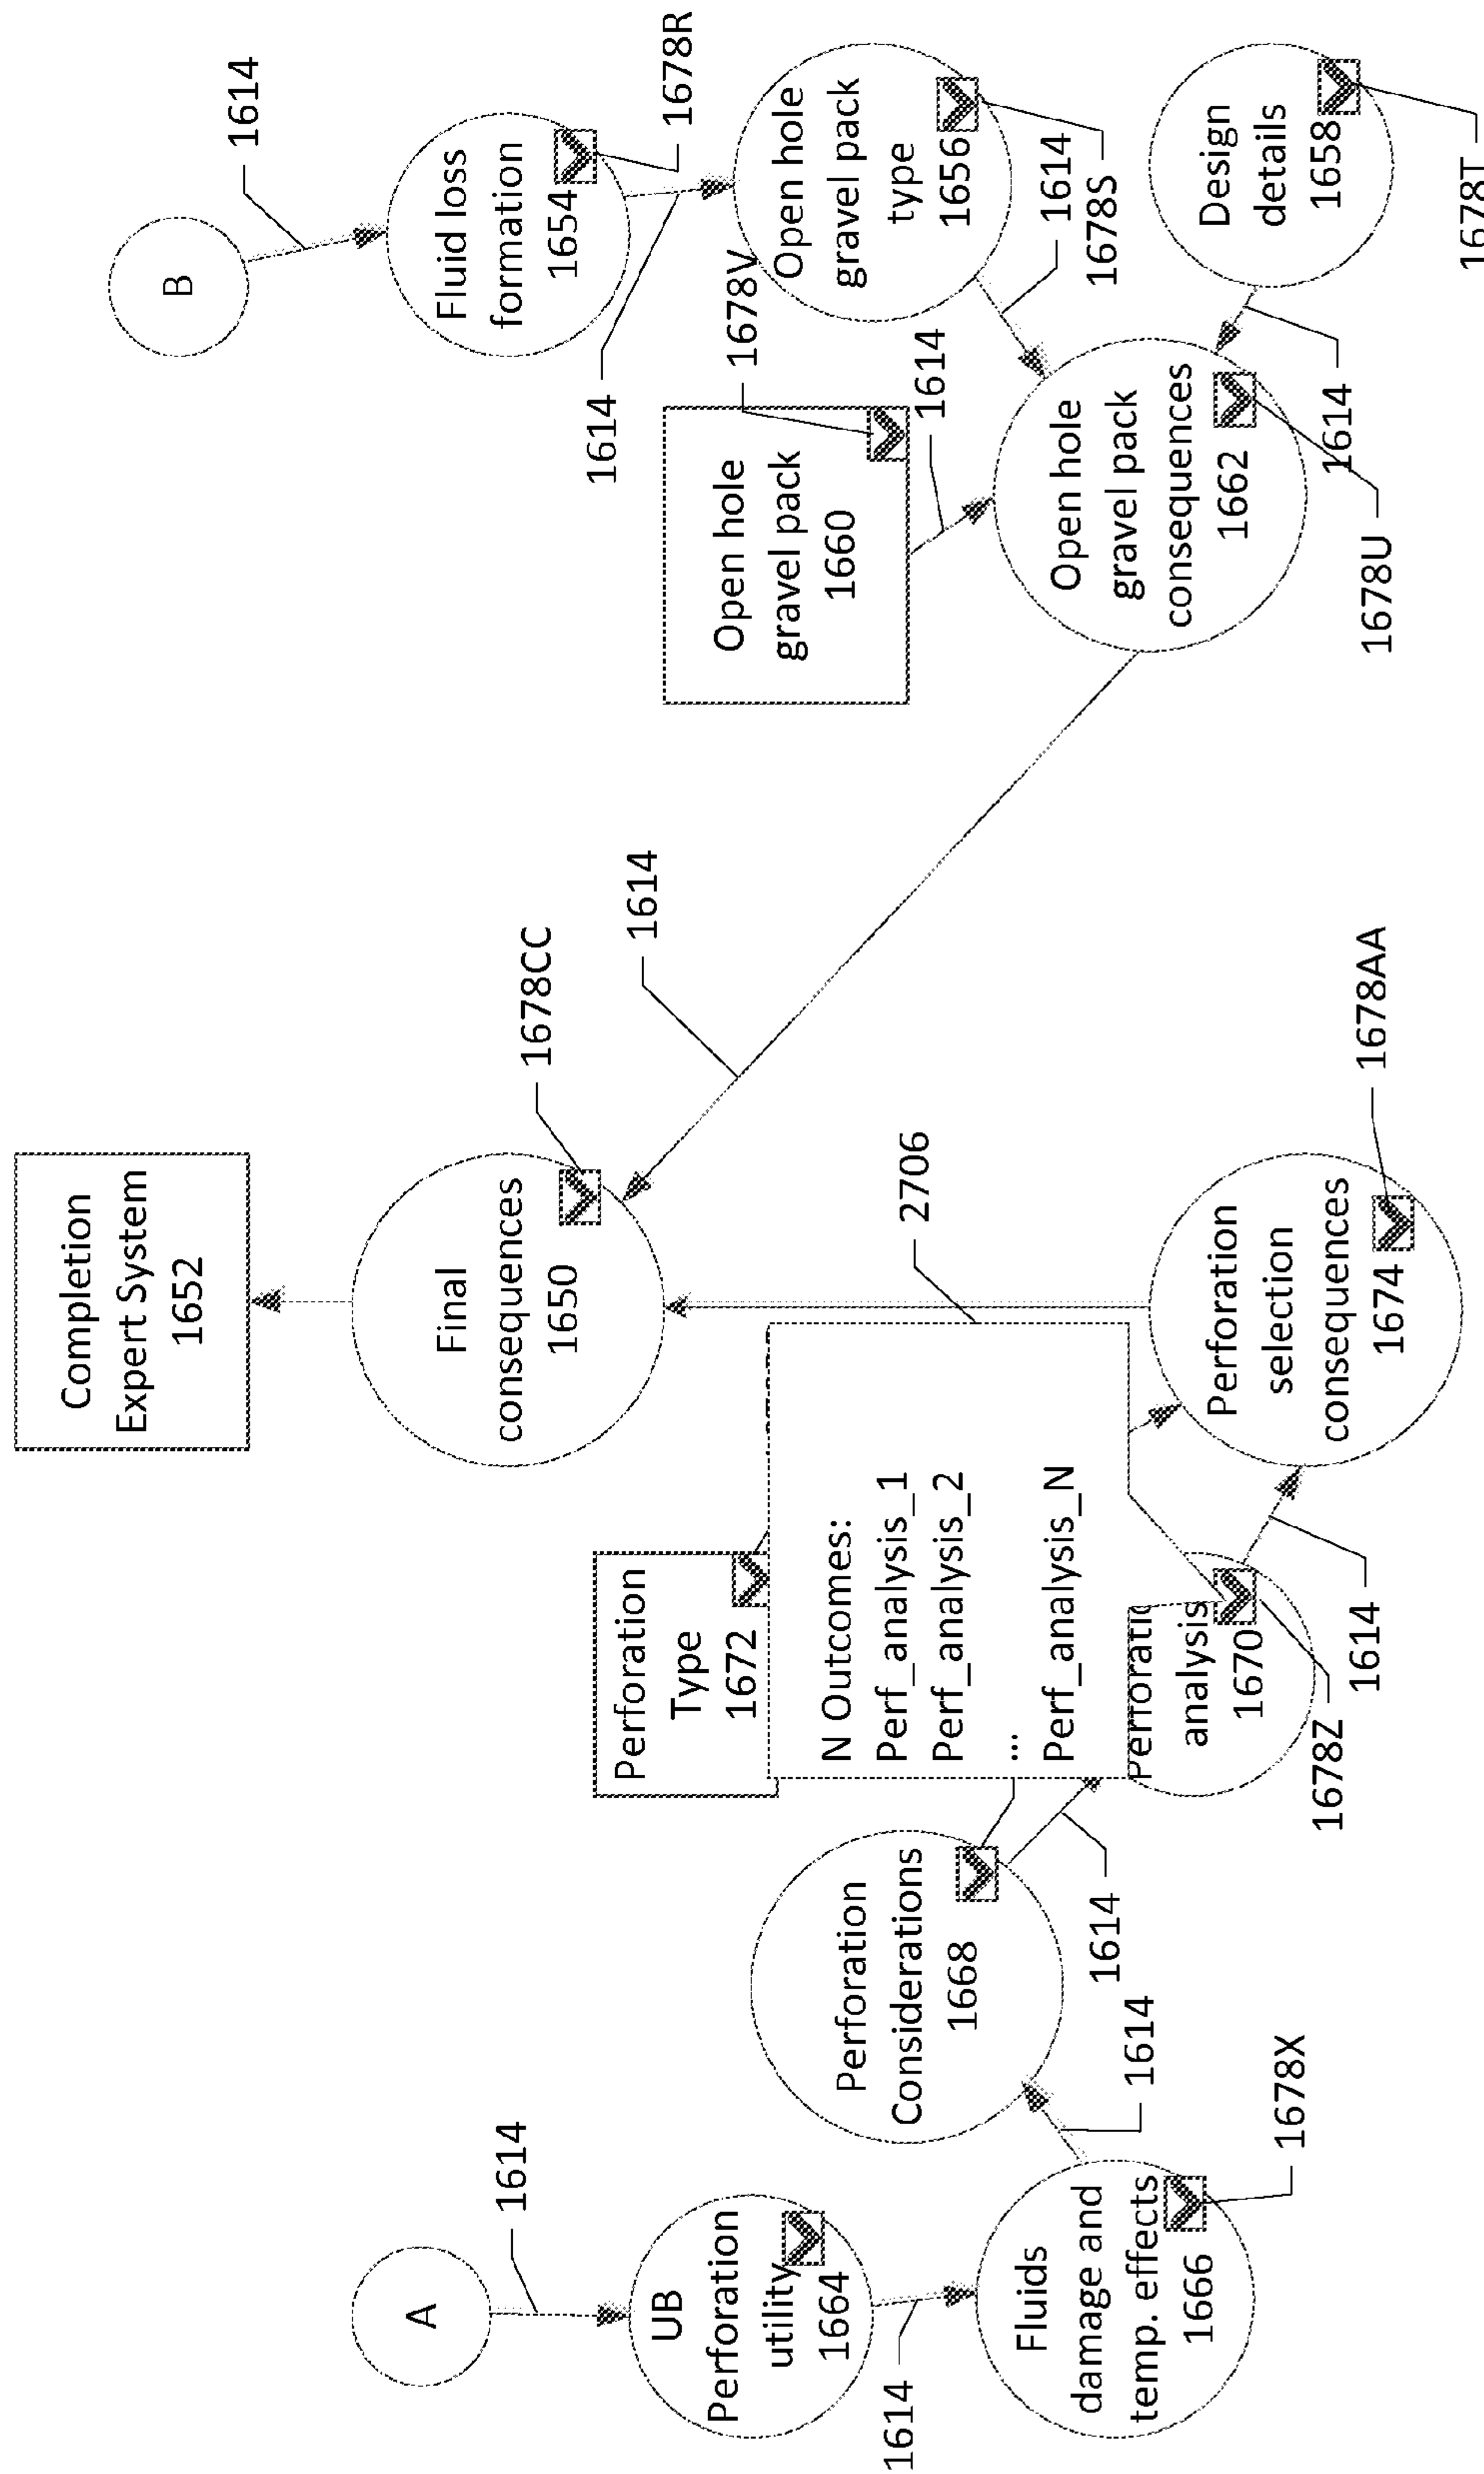 Completion
Expert System
1652
A
1614
UB
Perforation
utility
1664
1614
Fluids
damage and
temp. effects
1666
1678X
1614
Perforation
Considerations
1668
1614
Perforation
Type
1672
N Outcomes:
Perf_analysis_1
Perf_analysis_2
...
Perf_analysis_N
2706
analysis
1670
1678Z
1614
Perforation
selection
consequences
1674
1678AA
Final
consequences
1650
1678CC
1614
B
1614
Fluid loss
formation
1654
1678R
1614
Open hole
gravel pack
type
1656
1614
1678S
Open hole
gravel pack
1660
1678V
1614
Open hole
gravel pack
consequences
1662
1678U
1614
Design
details
1658
1678T